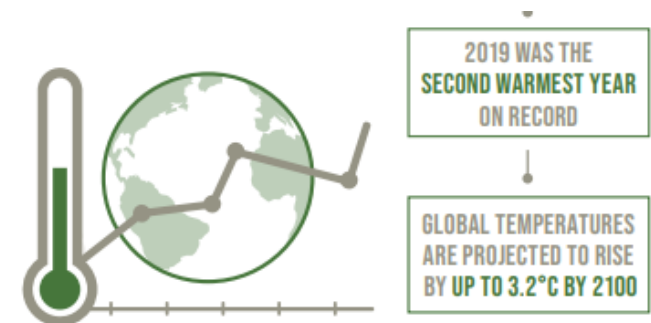 2019 WAS THE
SECOND WARMEST YEAR
ON RECORD
GLOBAL TEMPERATURES
ARE PROJECTED TO RISE
BY UP TO 3.2°C BY 2100